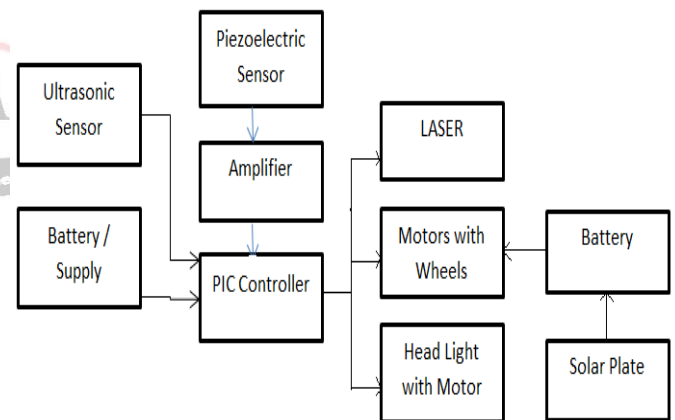 Piezoelectric
Sensor
Ultrasonic
Sensor
LASER
Amplifier
Battery /
Supply
Motors with
Wheels
Battery
PIC Controller
Head Light
with Motor
Solar Plate